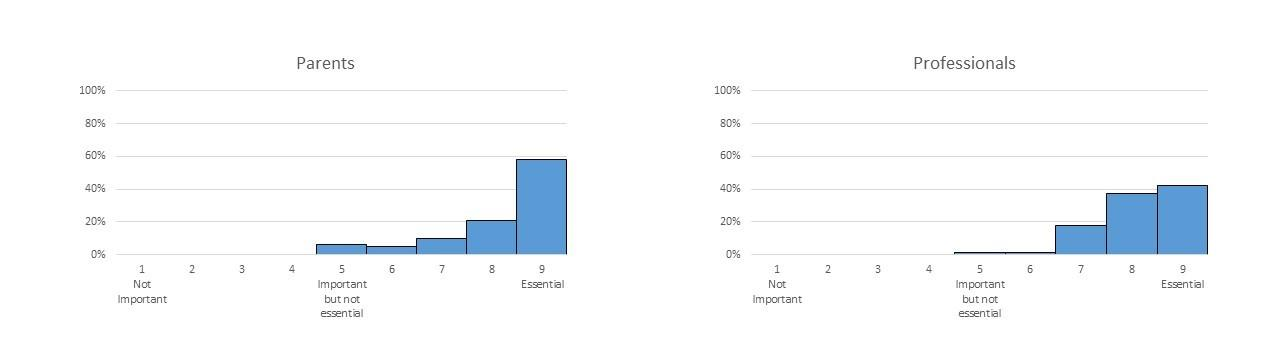 Parents
100%
80%
60%
40%
20%
0%
1 2 3 4 5 6 7 8 9
Not Important but not essential Essential
Important
Professionals
100%
80%
60%
40%
20%
0%
1 2 3 4 5 6 7 8 9
Not Important but not essential Essential
Important